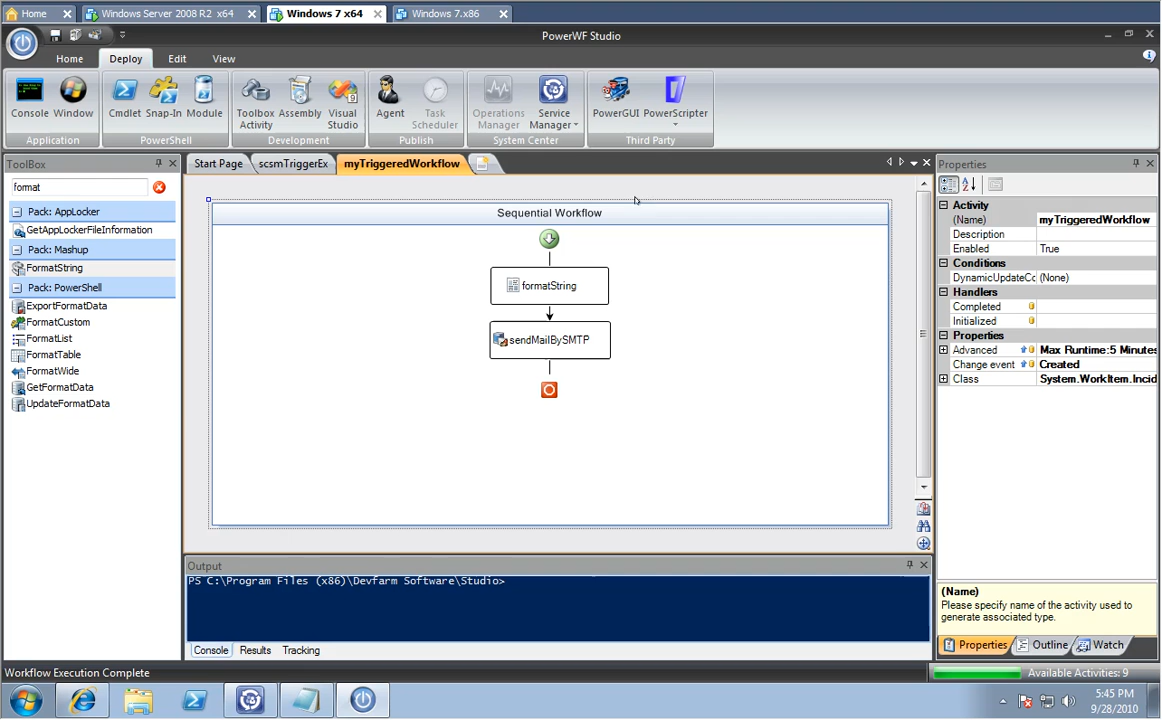 Home
Windows Server 2008 R2 x64
Windows 7 x64
Windows 7.x86
PowerWF Studio
Home
Deploy
Edit
View
Console
Window
Cmdlet
Snap-In
Module
Toolbox Activity
Assembly
Visual Studio
Agent
Task Scheduler
Operations Manager
Service Manager
PowerGUI
PowerScripter
Application
PowerShell
Development
Publish
System Center
Third Party
ToolBox
format
Pack: AppLocker
GetAppLockerFileInformation
Pack: Mashup
FormatString
Pack: PowerShell
ExportFormatData
FormatCustom
FormatList
FormatTable
FormatWide
GetFormatData
UpdateFormatData
Start Page
scsmTriggerEx
myTriggeredWorkflow
Sequential Workflow
formatString
sendMailBySMTP
Output
PS C:\Program Files (x86)\Devfarm Software\Studio>
Console
Results
Tracking
Properties
Activity
(Name) myTriggeredWorkflow
Description
Enabled True
Conditions
DynamicUpdateCo (None)
Handlers
Completed
Initialized
Properties
Advanced Max Runtime:5 Minutes
Change event Created
Class System.WorkItem.Incid
(Name)
Please specify name of the activity used to
generate associated type.
Properties
Outline
Watch
Workflow Execution Complete
Available Activities: 9
5:45 PM
9/28/2010